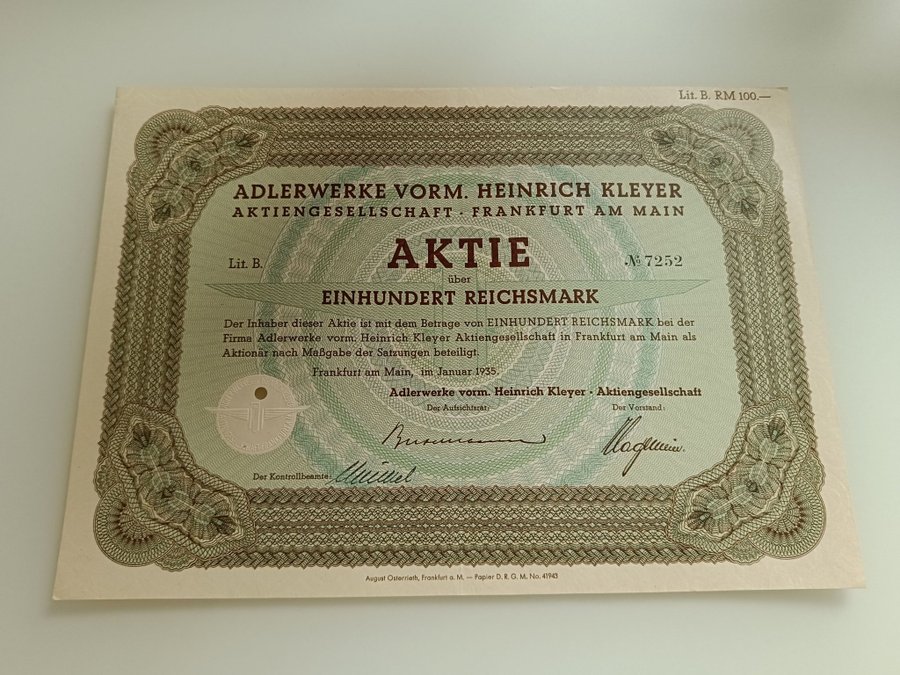 Lit. B. RM 100.—
ADLERWERKE VORM. HEINRICH KLEYER
AKTIENGESELLSCHAFT · FRANKFURT AM MAIN
AKTIE
Lit. B.
№ 7252
über
EINHUNDERT REICHSMARK
Der Inhaber dieser Aktie ist mit dem Betrage von EINHUNDERT REICHSMARK bei der
Firma Adlerwerke vorm. Heinrich Kleyer Aktiengesellschaft in Frankfurt am Main als
Aktionär nach Maßgabe der Satzungen beteiligt.
Frankfurt am Main, im Januar 1935.
Adlerwerke vorm. Heinrich Kleyer · Aktiengesellschaft
Der Aufsichtsrat:
Der Vorstand:
Der Kontrollbeamte:
August Osterrieth, Frankfurt a. M. — Papier D. R. G. M. No. 41943